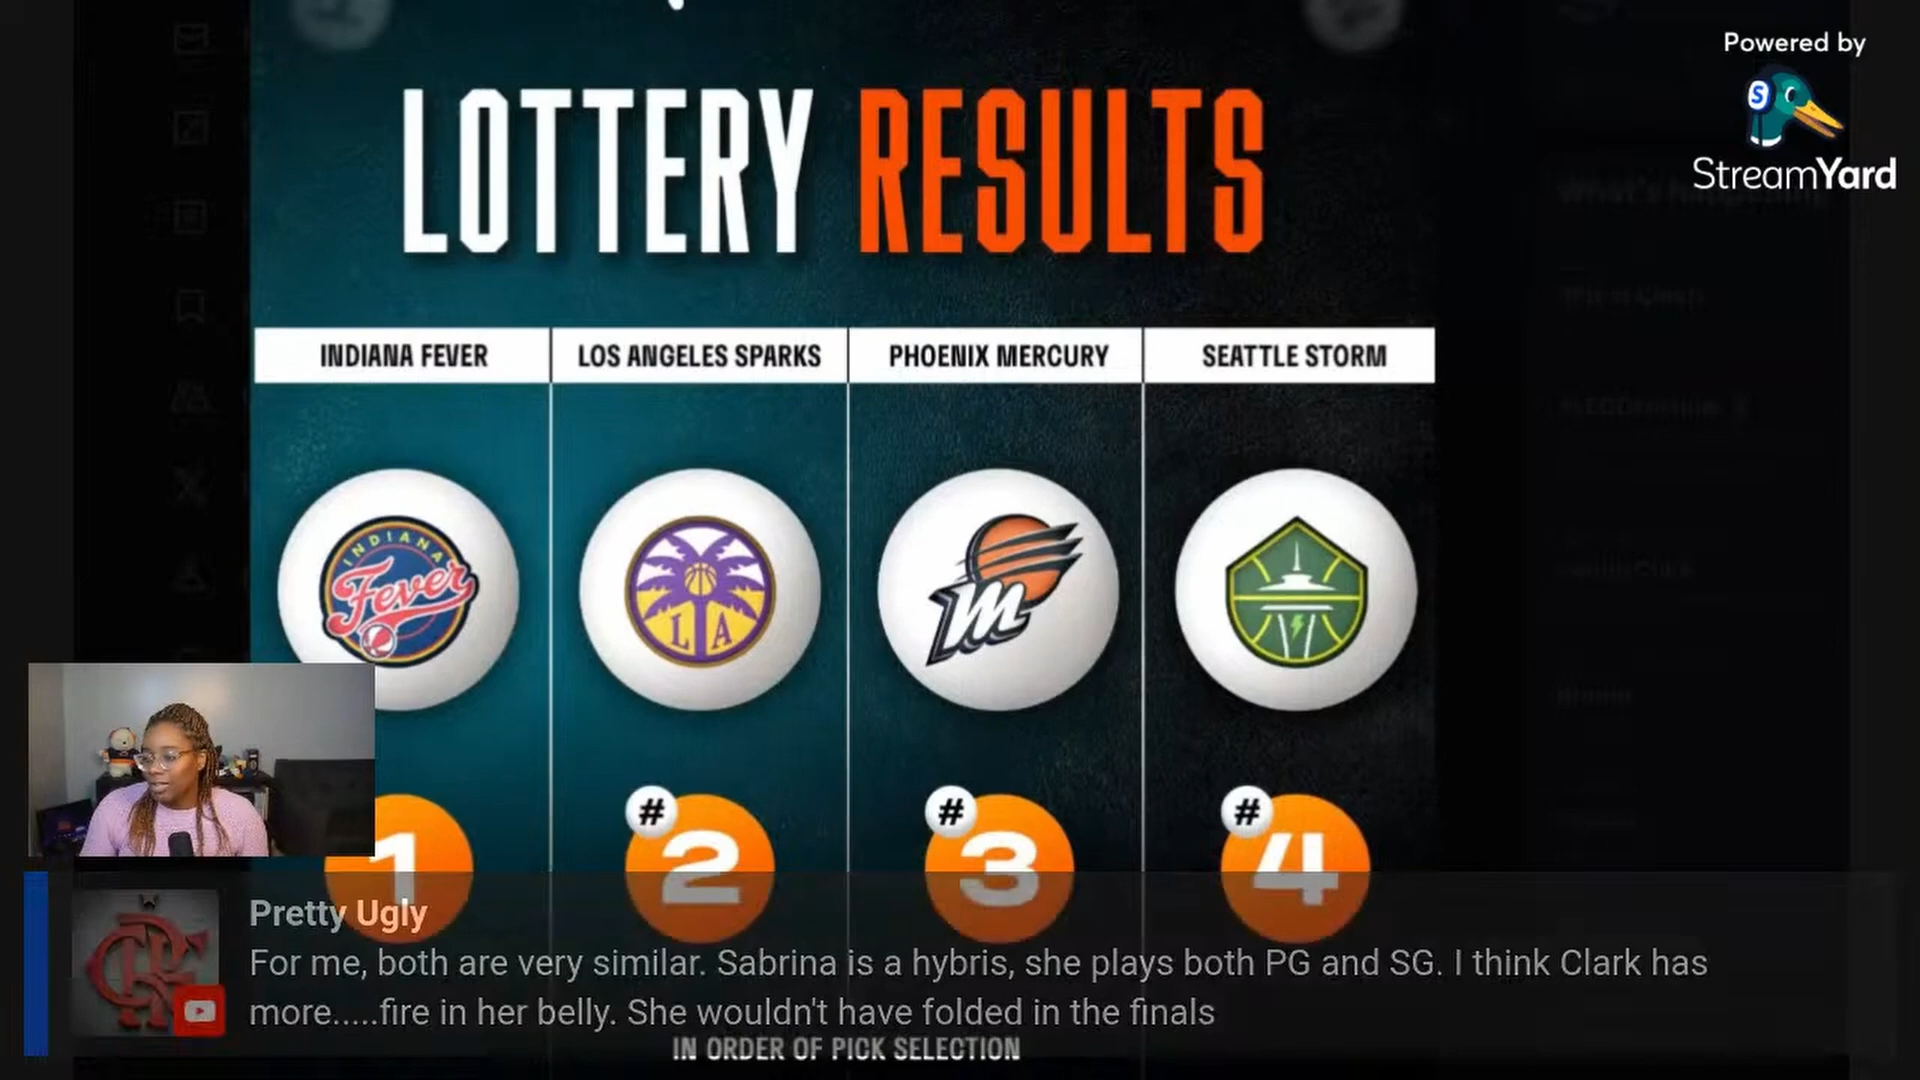 Powered by
StreamYard
LOTTERY RESULTS
INDIANA FEVER
LOS ANGELES SPARKS
PHOENIX MERCURY
SEATTLE STORM
INDIANA
Fever
LA
M
1
#2
#3
#4
Pretty Ugly
For me, both are very similar. Sabrina is a hybris, she plays both PG and SG. I think Clark has
more.....fire in her belly. She wouldn't have folded in the finals
IN ORDER OF PICK SELECTION